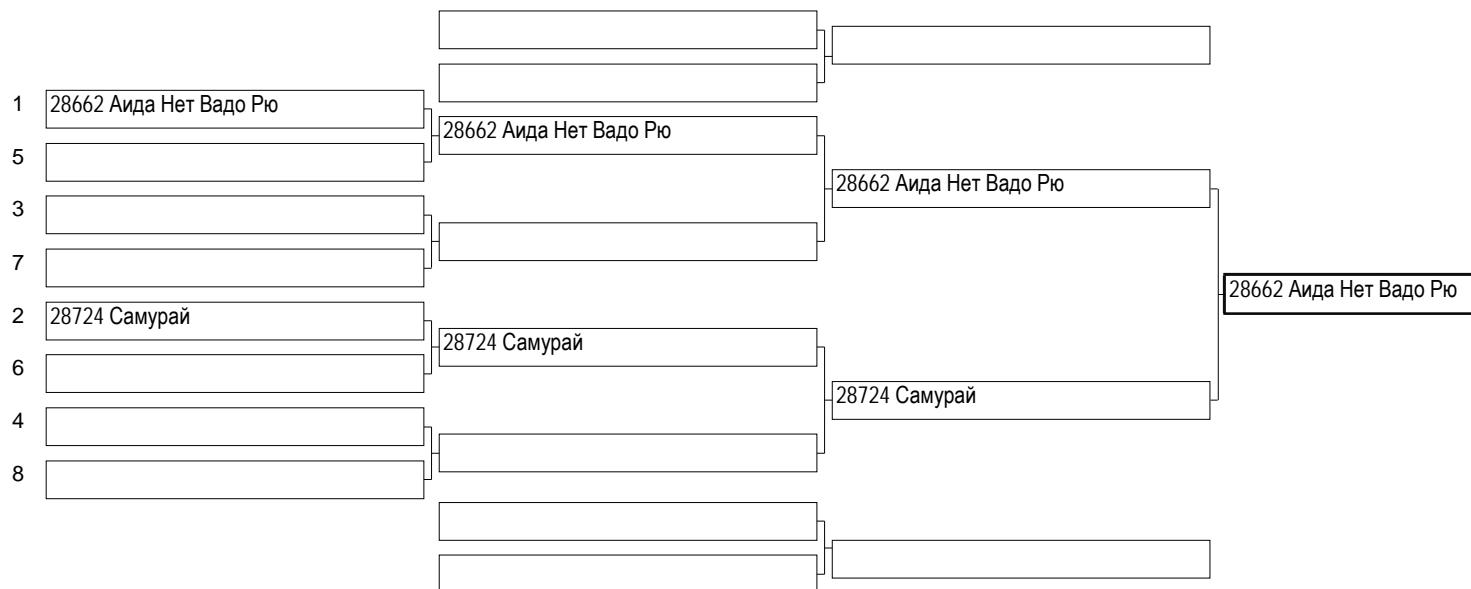 1 28662 Аида Нет Вадо Рю
5
3
7
2 28724 Самурай
6
4
8
28662 Аида Нет Вадо Рю
28724 Самурай
28662 Аида Нет Вадо Рю
28724 Самурай
28662 Аида Нет Вадо Рю